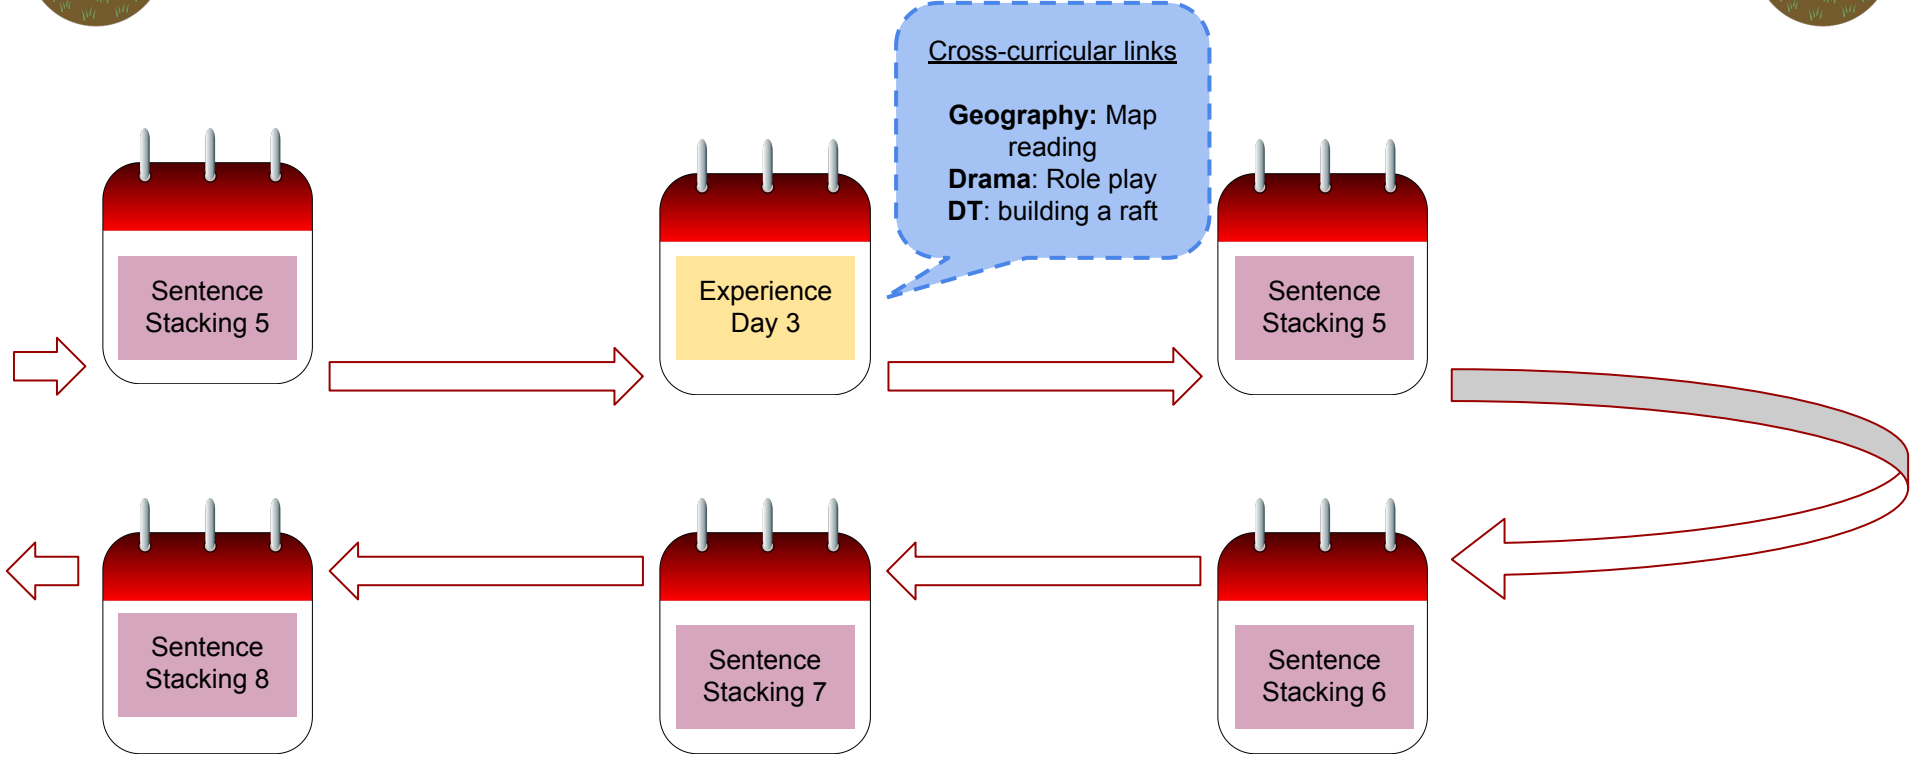 Cross-curricular links
Geography: Map
reading
Drama: Role play
DT: building a raft
Sentence
Stacking 5
Experience
Day 3
Sentence
Stacking 5
Sentence
Stacking 8
Sentence
Stacking 7
Sentence
Stacking 6